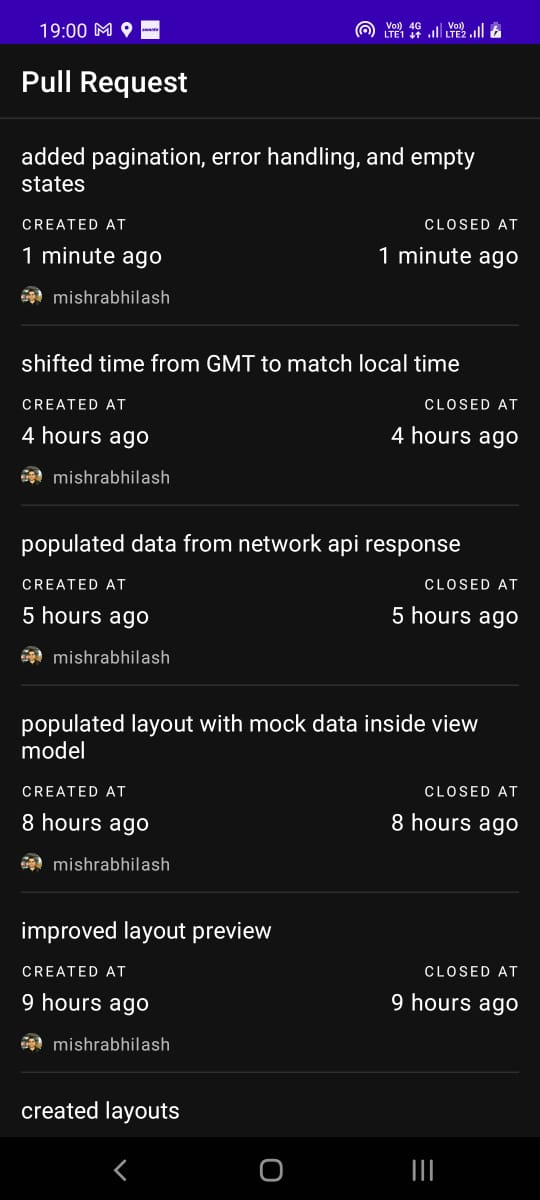 19:00
Vo)) 4G Vo))
LTE1 LTE2
Pull Request
added pagination, error handling, and empty
states
CREATED AT CLOSED AT
1 minute ago 1 minute ago
mishrabhilash
shifted time from GMT to match local time
CREATED AT CLOSED AT
4 hours ago 4 hours ago
mishrabhilash
populated data from network api response
CREATED AT CLOSED AT
5 hours ago 5 hours ago
mishrabhilash
populated layout with mock data inside view
model
CREATED AT CLOSED AT
8 hours ago 8 hours ago
mishrabhilash
improved layout preview
CREATED AT CLOSED AT
9 hours ago 9 hours ago
mishrabhilash
created layouts